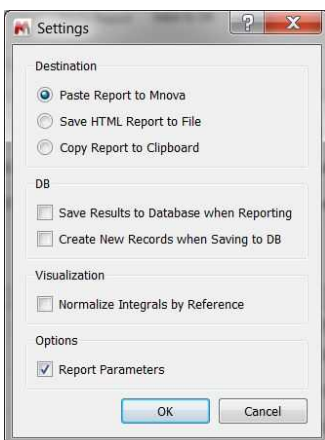 Settings
Destination
Paste Report to Mnova
Save HTML Report to File
Copy Report to Clipboard
DB
Save Results to Database when Reporting
Create New Records when Saving to DB
Visualization
Normalize Integrals by Reference
Options
Report Parameters
OK Cancel